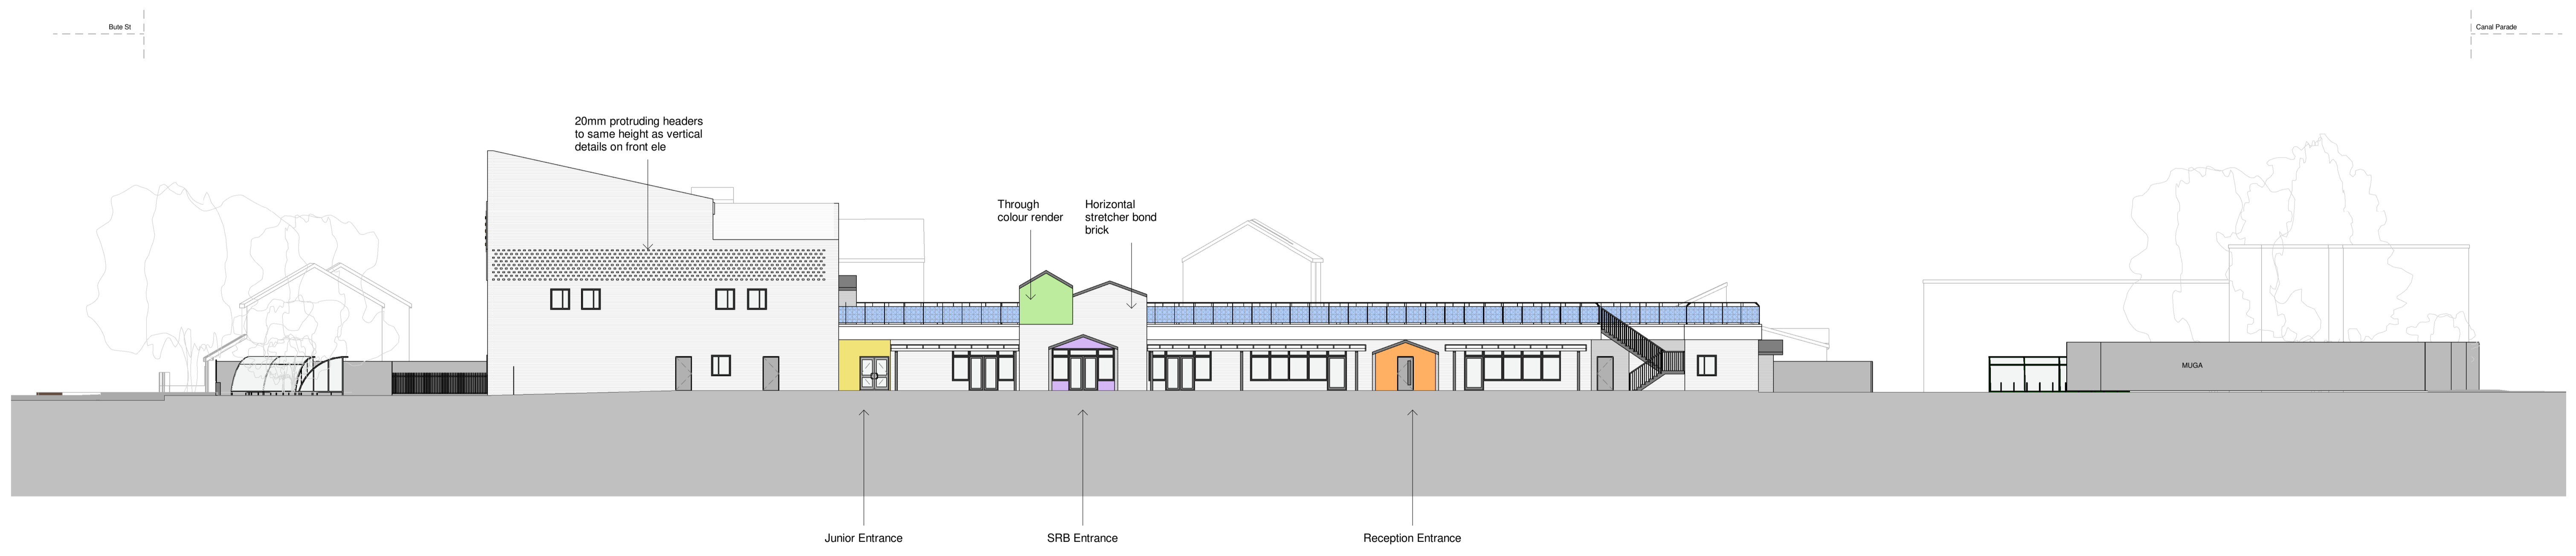 Bute St
Canal Parade
20mm protruding headers
to same height as vertical
details on front ele
Through
colour render
Horizontal
stretcher bond
brick
MUGA
Junior Entrance
SRB Entrance
Reception Entrance